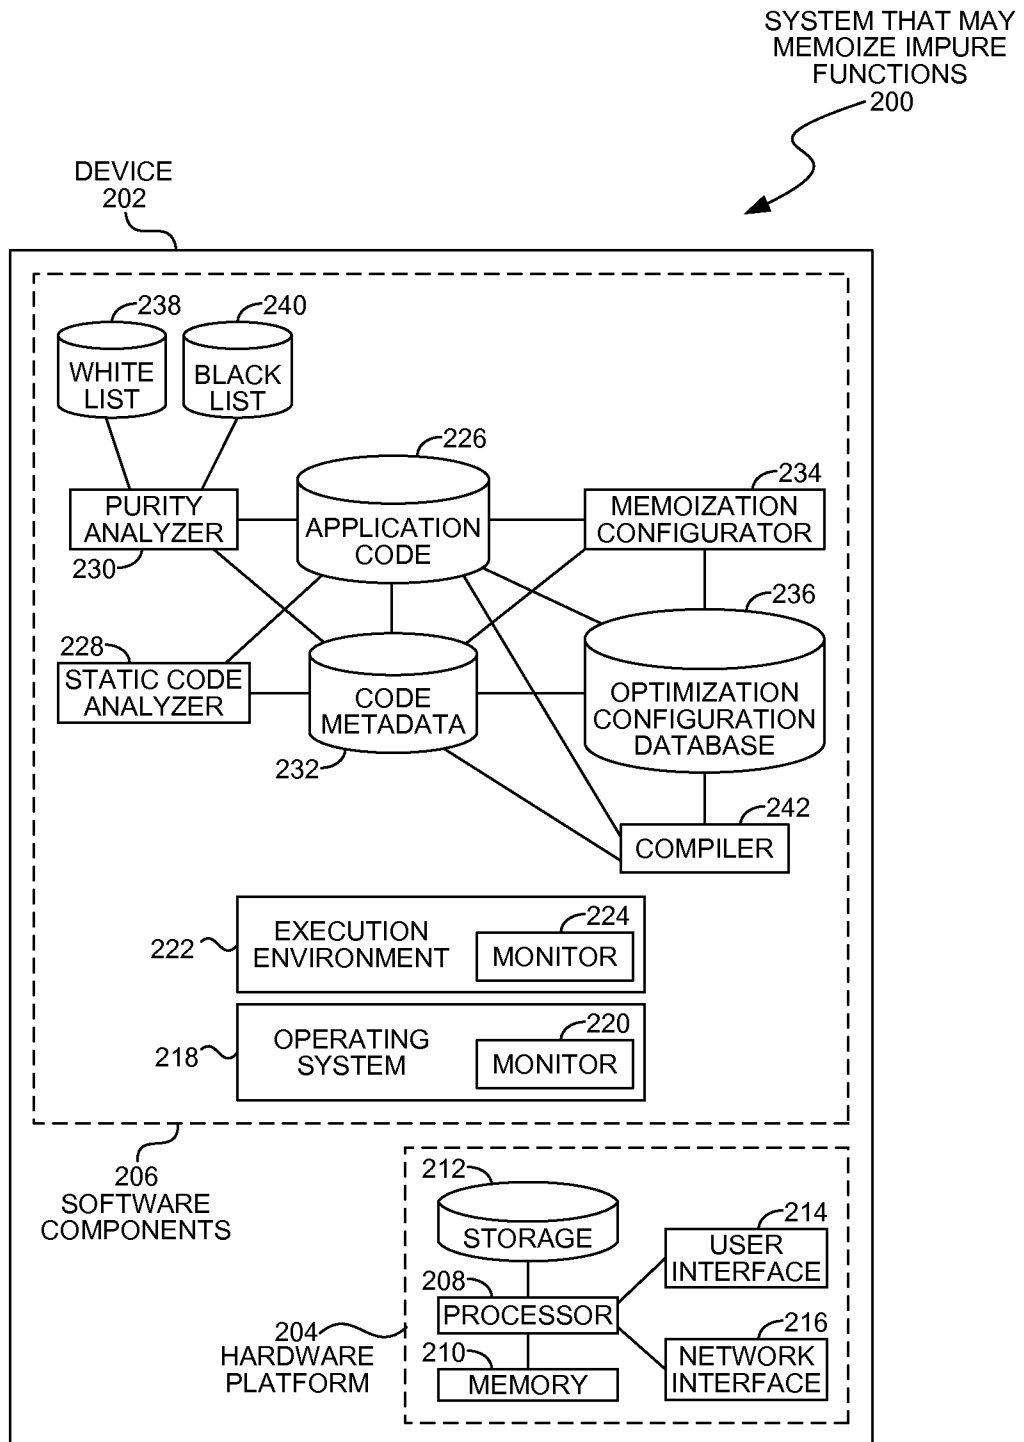 SYSTEM THAT MAY
MEMOIZE IMPURE
FUNCTIONS
200
DEVICE
202
238
240
WHITE
LIST
BLACK
LIST
226
234
PURITY
ANALYZER
230
APPLICATION
CODE
MEMOIZATION
CONFIGURATOR
236
228
STATIC CODE
ANALYZER
CODE
METADATA
232
OPTIMIZATION
CONFIGURATION
DATABASE
242
COMPILER
222
EXECUTION
ENVIRONMENT
224
MONITOR
218
OPERATING
SYSTEM
220
MONITOR
206
SOFTWARE
COMPONENTS
212
STORAGE
214
USER
INTERFACE
208
PROCESSOR
204
HARDWARE
PLATFORM
210
MEMORY
216
NETWORK
INTERFACE